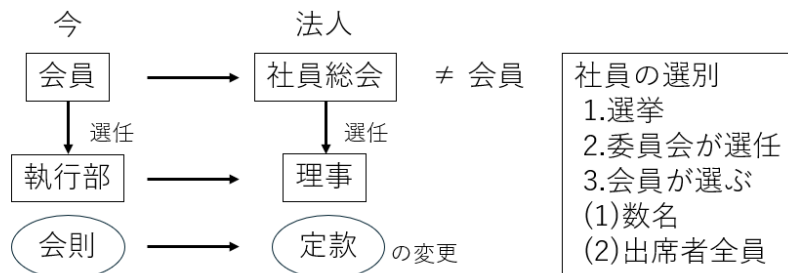 今 法人
会員 社員総会 ≠ 会員
選任 選任
執行部 理事
会則 定款 の変更
社員の選別
1.選挙
2.委員会が選任
3.会員が選ぶ
(1)数名
(2)出席者全員